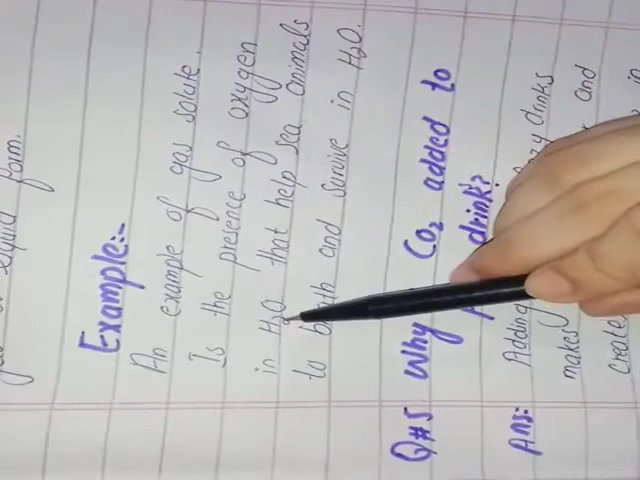 liquid form.
Example:-
An example of gas solute.
Is the presence of oxygen
in H2O that help sea animals
to and survive in H2O.
Q#5 Why Co2 added to
drink?
Ans: Adding drinks
makes and
create in